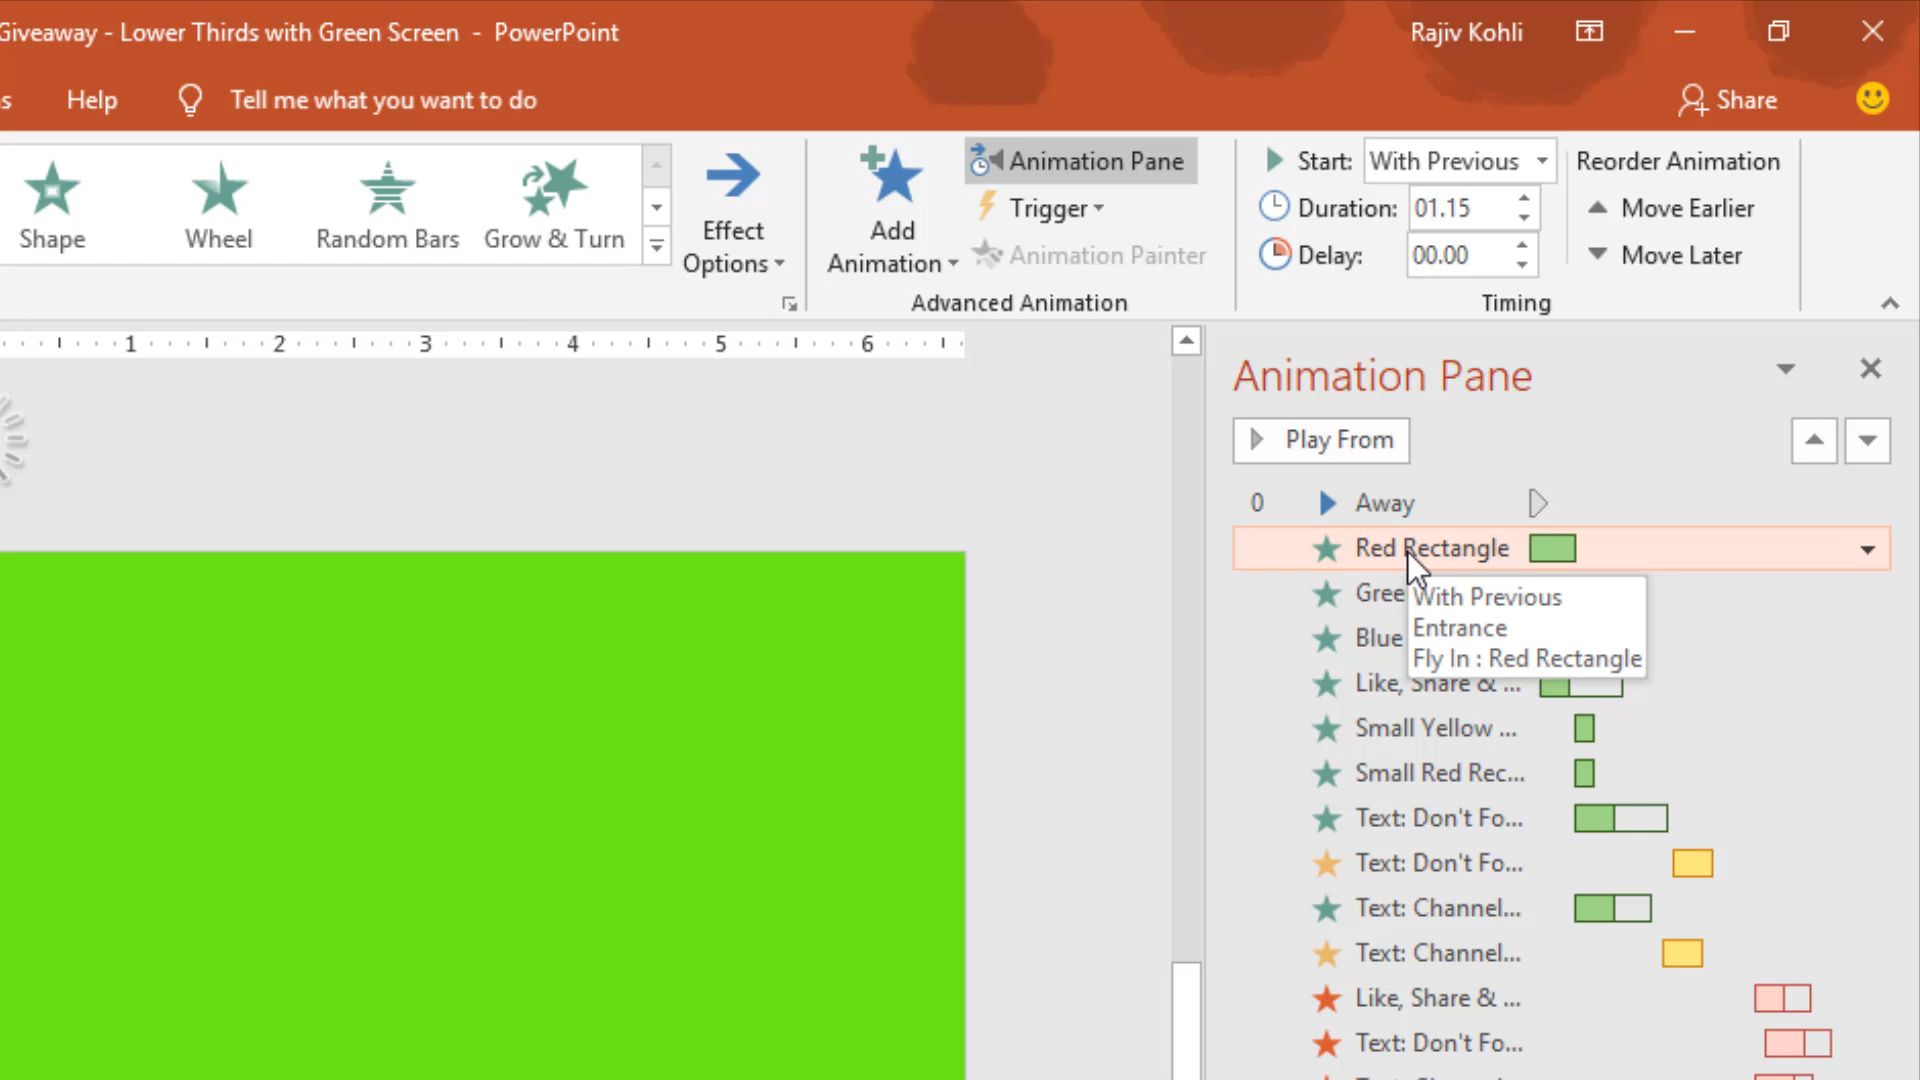 Giveaway - Lower Thirds with Green Screen - PowerPoint
Rajiv Kohli
s Help Tell me what you want to do
Share
Shape
Wheel
Random Bars
Grow & Turn
Effect
Options
Add
Animation
Animation Pane
Trigger
Animation Painter
Advanced Animation
Start: With Previous
Duration: 01.15
Delay: 00.00
Timing
Reorder Animation
Move Earlier
Move Later
1 2 3 4 5 6
Animation Pane
Play From
0 Away
Red Rectangle
Gree
Blue
With Previous
Entrance
Fly In : Red Rectangle
Like, Share & ...
Small Yellow ...
Small Red Rec...
Text: Don't Fo...
Text: Don't Fo...
Text: Channel...
Text: Channel...
Like, Share & ...
Text: Don't Fo...